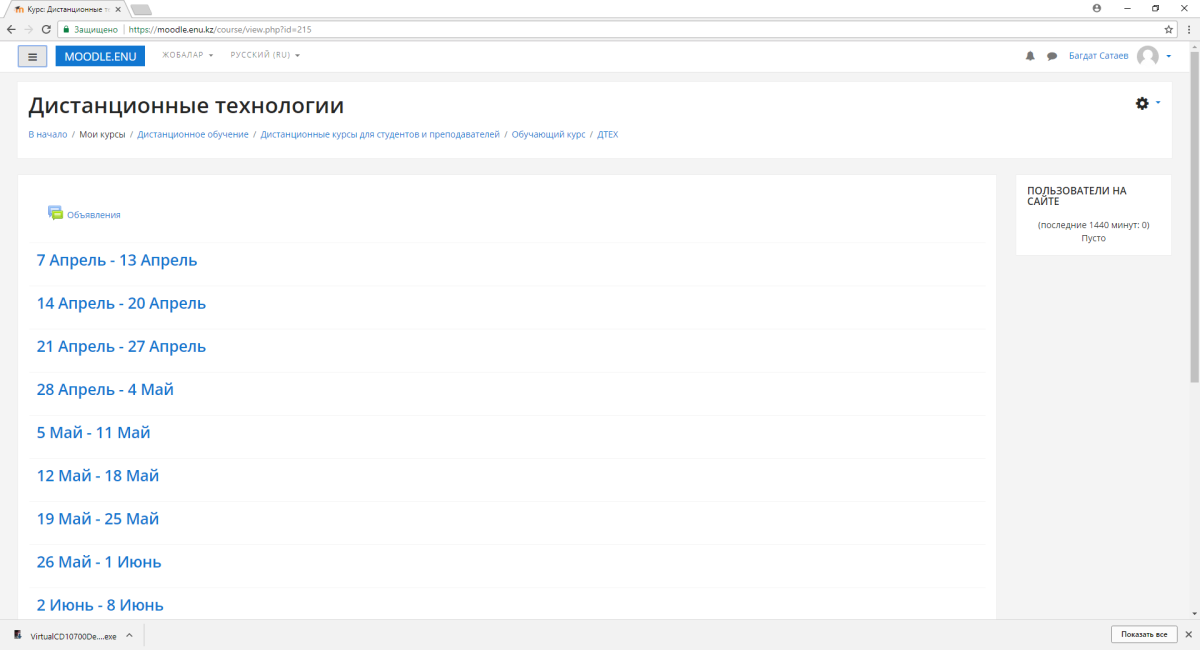 Курс: Дистанционные те
Защищено
https://moodle.enu.kz/course/view.php?id=215
MOODLE.ENU
ЖОБАЛАР
РУССКИЙ (RU)
Багдат Сатаев
Дистанционные технологии
В начало / Мои курсы / Дистанционное обучение / Дистанционные курсы для студентов и преподавателей / Обучающий курс / ДТЕХ
Объявления
7 Апрель - 13 Апрель
14 Апрель - 20 Апрель
21 Апрель - 27 Апрель
28 Апрель - 4 Май
5 Май - 11 Май
12 Май - 18 Май
19 Май - 25 Май
26 Май - 1 Июнь
2 Июнь - 8 Июнь
ПОЛЬЗОВАТЕЛИ НА
САЙТЕ
(последние 1440 минут: 0)
Пусто
VirtualCD10700De....exe
Показать все